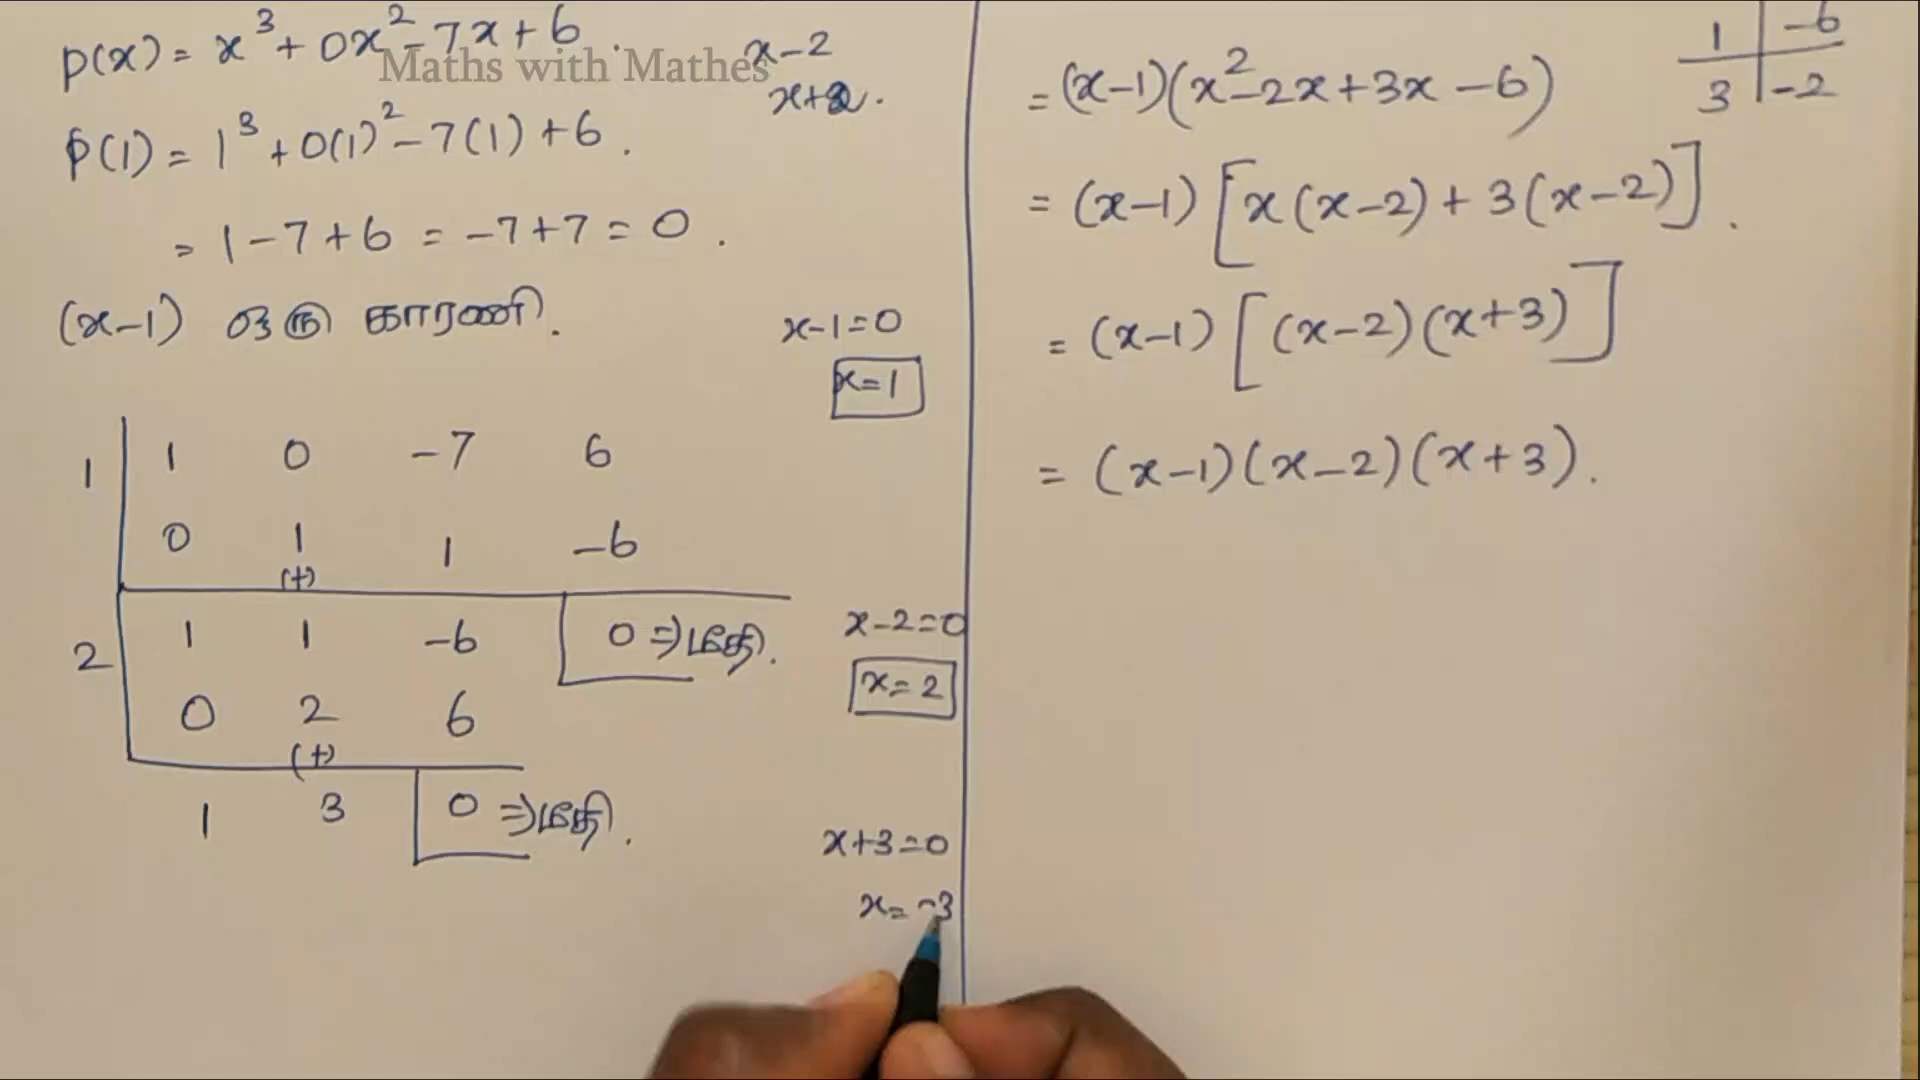 p(x) = x³ + 0x² - 7x + 6.
Maths with Mathes
x-2
p(1) = 1³ + 0(1)² - 7(1) + 6.
= 1 - 7 + 6 = -7 + 7 = 0.
(x-1) ஒரு காரணி.
x-1=0
x=1
1 | 1 0 -7 6
0 1 1 -6
(+)
2 | 1 1 -6 | 0 ⇒ மீதி.
0 2 6
(+)
1 3 | 0 ⇒ மீதி.
x-2=0
x=2
x+3=0
x=-3
1 | -6
3 | -2
= (x-1)(x²-2x+3x-6)
= (x-1)[x(x-2)+3(x-2)].
= (x-1)[(x-2)(x+3)]
= (x-1)(x-2)(x+3).